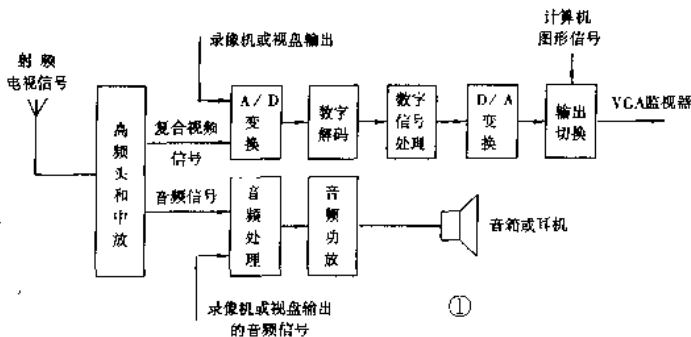 计算机
图形信号
录像机或视盘输出
射频
电视信号
高频头和中放
复合视频
信号
A/D
变换
数字
解码
数字
信号
处理
D/A
变换
输出
切换
VGA监视器
音频信号
音频处理
音频功放
音箱或耳机
录像机或视盘输出
的音频信号
①